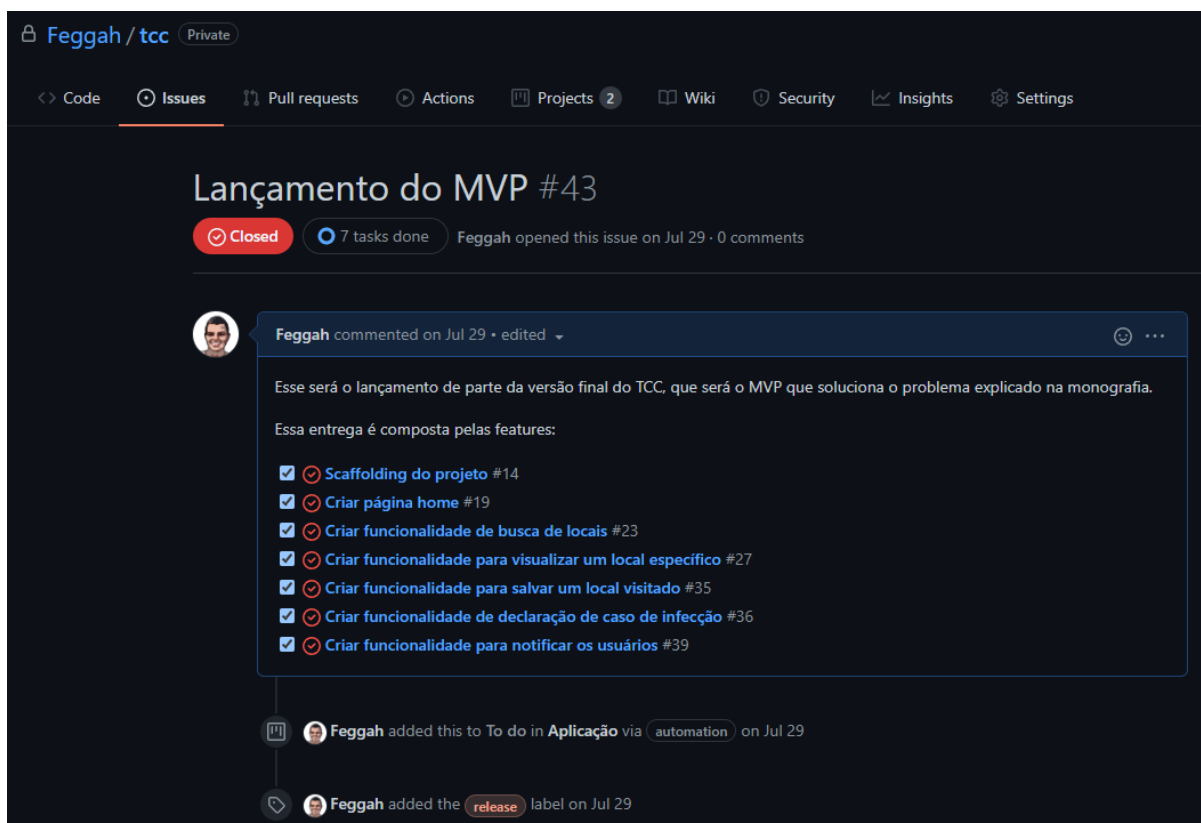 Feggah / tcc Private
Code Issues Pull requests Actions Projects 2 Wiki Security Insights Settings
Lançamento do MVP #43
Closed 7 tasks done Feggah opened this issue on Jul 29 · 0 comments
Feggah commented on Jul 29 • edited
Esse será o lançamento de parte da versão final do TCC, que será o MVP que soluciona o problema explicado na monografia.
Essa entrega é composta pelas features:
Scaffolding do projeto #14
Criar página home #19
Criar funcionalidade de busca de locais #23
Criar funcionalidade para visualizar um local específico #27
Criar funcionalidade para salvar um local visitado #35
Criar funcionalidade de declaração de caso de infecção #36
Criar funcionalidade para notificar os usuários #39
Feggah added this to To do in Aplicação via automation on Jul 29
Feggah added the release label on Jul 29